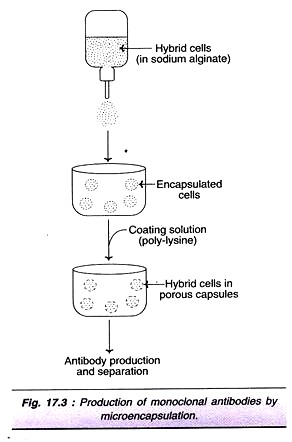 Hybrid cells
(in sodium alginate)
Encapsulated
cells
Coating solution
(poly-lysine)
Hybrid cells in
porous capsules
Antibody production
and separation
Fig. 17.3 : Production of monoclonal antibodies by
microencapsulation.